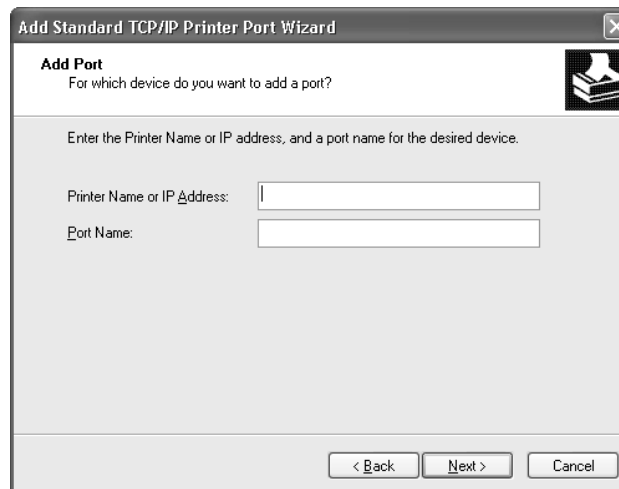 Add Standard TCP/IP Printer Port Wizard
Add Port
For which device do you want to add a port?
Enter the Printer Name or IP address, and a port name for the desired device.
Printer Name or IP Address:
Port Name:
< Back
Next >
Cancel